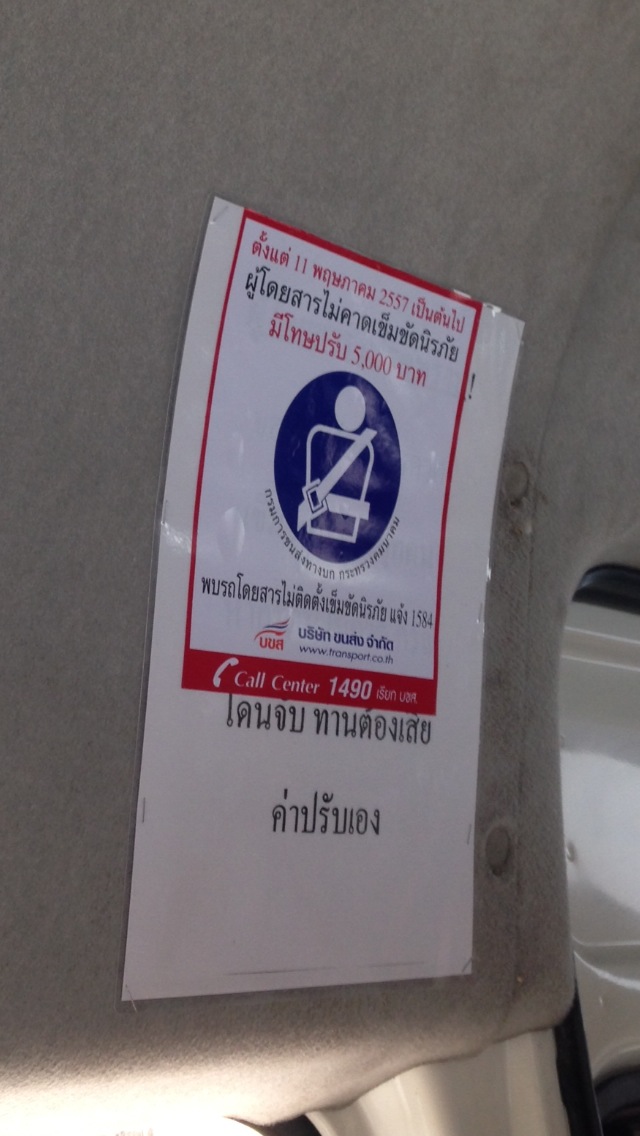 ตั้งแต่ 11 พฤษภาคม 2557 เป็นต้นไป
ผู้โดยสารไม่คาดเข็มขัดนิรภัย
มีโทษปรับ 5,000 บาท
!
กรมการขนส่งทางบก กระทรวงคมนาคม
พบรถโดยสารไม่ติดตั้งเข็มขัดนิรภัย แจ้ง 1584
บขส บริษัท ขนส่ง จำกัด
www.transport.co.th
Call Center 1490 เรียก บขส.
โดนจับ ท่านต้องเสีย
ค่าปรับเอง